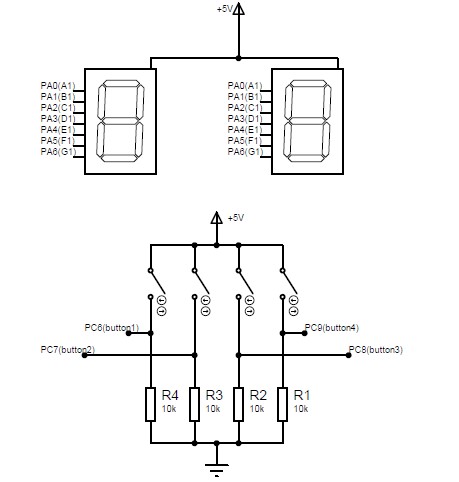 +5V
PA0(A1)
PA1(B1)
PA2(C1)
PA3(D1)
PA4(E1)
PA5(F1)
PA6(G1)
PA0(A1)
PA1(B1)
PA2(C1)
PA3(D1)
PA4(E1)
PA5(F1)
PA6(G1)
+5V
PC6(button1)
PC9(button4)
PC7(button2)
PC8(button3)
R4
10k
R3
10k
R2
10k
R1
10k